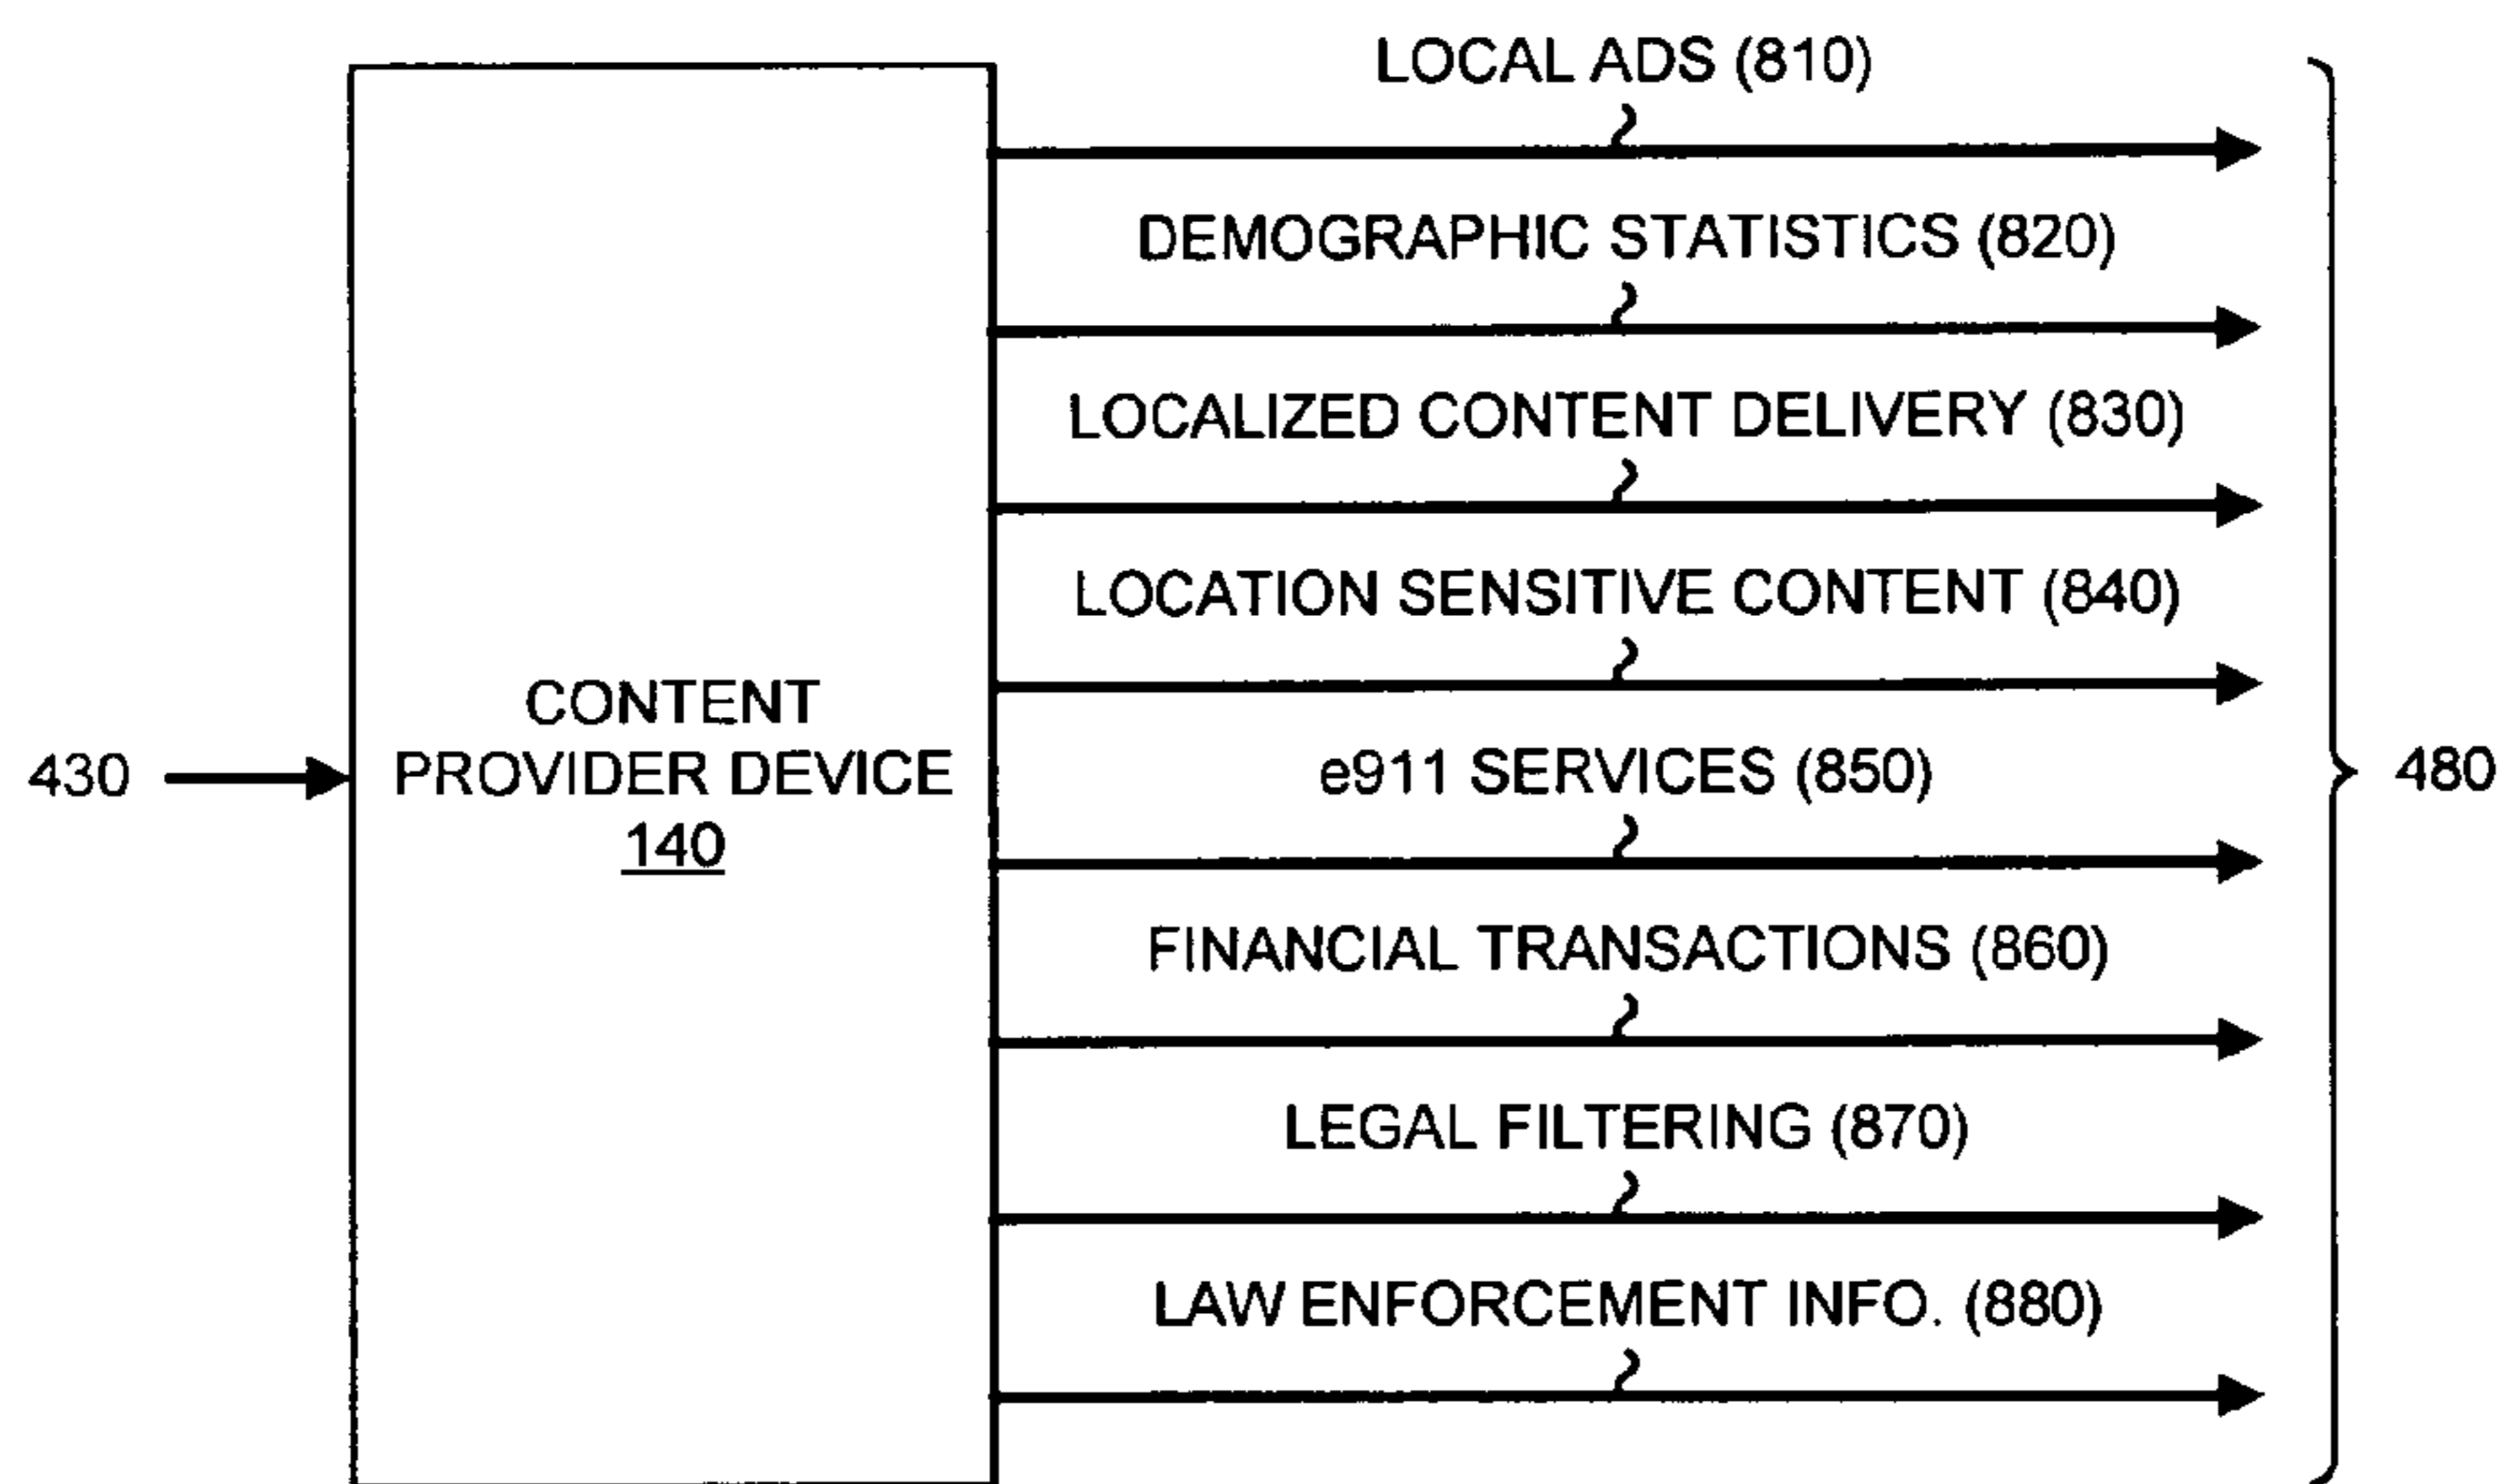 LOCAL ADS (810)
DEMOGRAPHIC STATISTICS (820)
LOCALIZED CONTENT DELIVERY (830)
LOCATION SENSITIVE CONTENT (840)
CONTENT
PROVIDER DEVICE
140
430
e911 SERVICES (850)
480
FINANCIAL TRANSACTIONS (860)
LEGAL FILTERING (870)
LAW ENFORCEMENT INFO. (880)